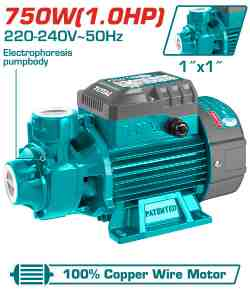 750W(1.0HP)
220-240V~50Hz
Electrophoresis
pumpbody
1"x1"
TOTAL
PATENTED
100% Copper Wire Motor